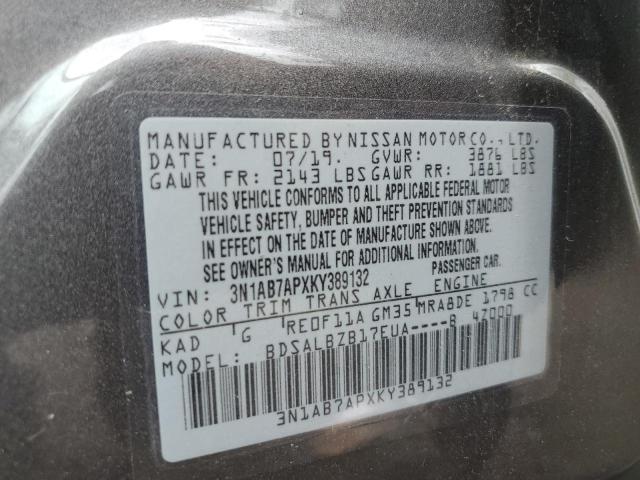 MANUFACTURED BY NISSAN MOTOR CO., LTD.
DATE: 07/19. GVWR: 3876 LBS
GAWR FR: 2143 LBS GAWR RR: 1881 LBS
THIS VEHICLE CONFORMS TO ALL APPLICABLE FEDERAL MOTOR
VEHICLE SAFETY, BUMPER AND THEFT PREVENTION STANDARDS
IN EFFECT ON THE DATE OF MANUFACTURE SHOWN ABOVE.
SEE OWNER'S MANUAL FOR ADDITIONAL INFORMATION.
VIN: 3N1AB7APXKY389132 PASSENGER CAR.
COLOR TRIM TRANS AXLE ENGINE
KAD G RE0F11A GM35 MRA8DE 1798 CC
MODEL: BDSALBZB17EUA----B 4Z000
3N1AB7APXKY389132